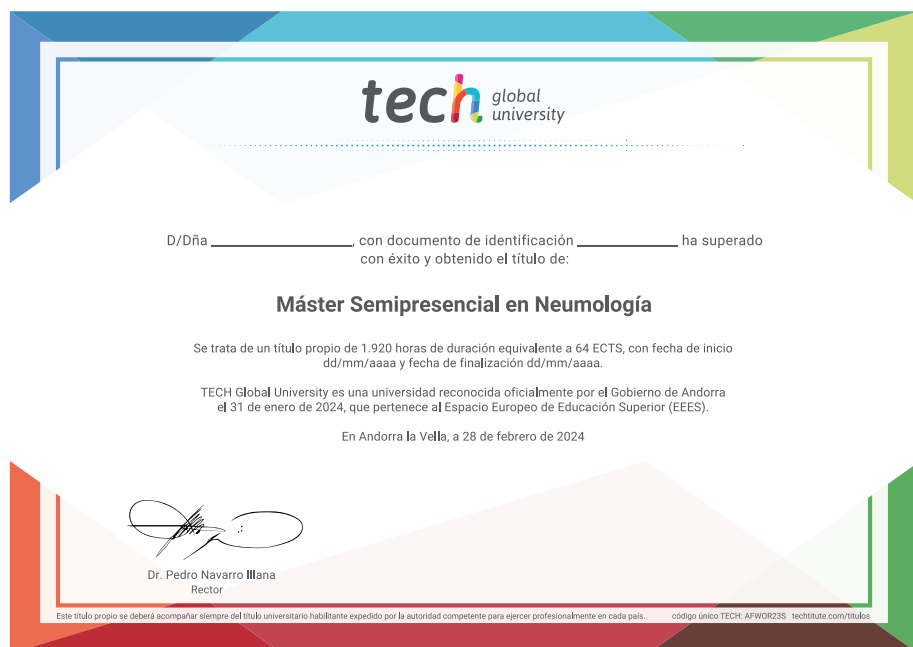 tech global university
D/Dña ____________________, con documento de identificación ______________ ha superado
con éxito y obtenido el título de:
Máster Semipresencial en Neumología
Se trata de un título propio de 1.920 horas de duración equivalente a 64 ECTS, con fecha de inicio
dd/mm/aaaa y fecha de finalización dd/mm/aaaa.
TECH Global University es una universidad reconocida oficialmente por el Gobierno de Andorra
el 31 de enero de 2024, que pertenece al Espacio Europeo de Educación Superior (EEES).
En Andorra la Vella, a 28 de febrero de 2024
Dr. Pedro Navarro Illana
Rector
Este título propio se deberá acompañar siempre del título universitario habilitante expedido por la autoridad competente para ejercer profesionalmente en cada país. código único TECH: AFWOR23S techtitute.com/titulos